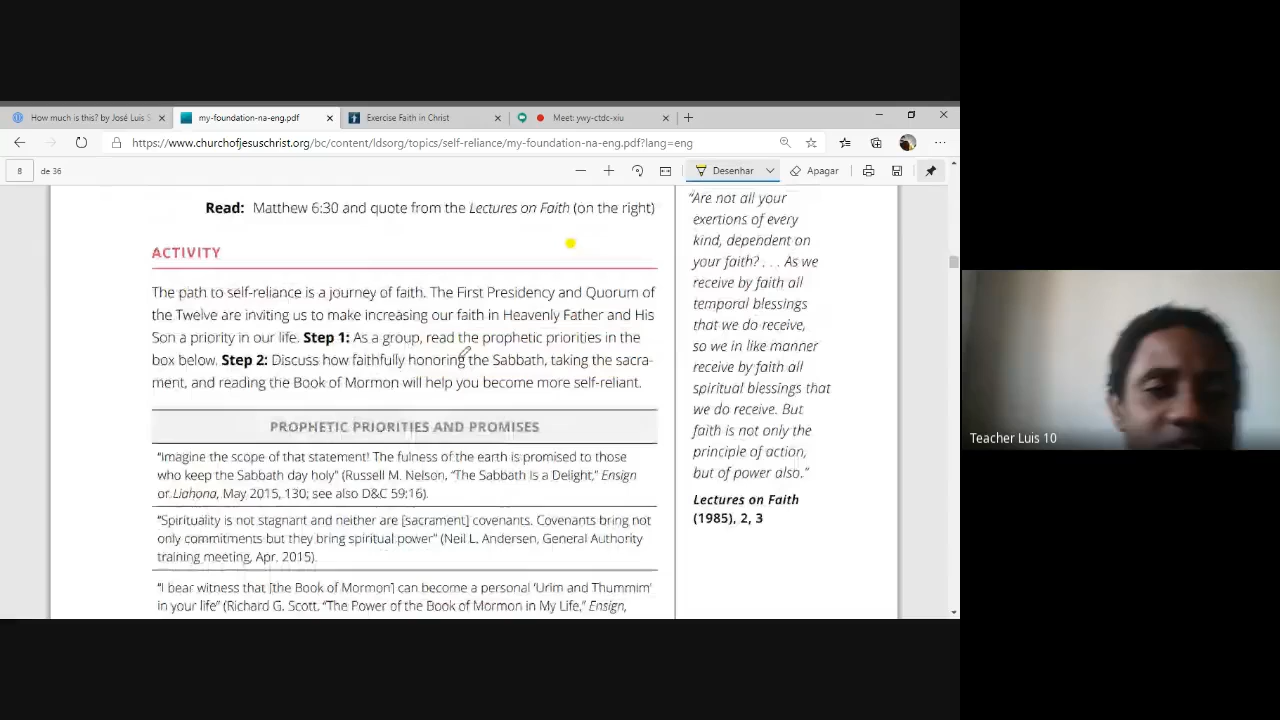 How much is this? by José Luis S
my-foundation-na-eng.pdf
Exercise Faith in Christ
Meet: ywy-ctdc-xiu
https://www.churchofjesuschrist.org/bc/content/ldsorg/topics/self-reliance/my-foundation-na-eng.pdf?lang=eng
8 de 36
Desenhar
Apagar
Read: Matthew 6:30 and quote from the Lectures on Faith (on the right)
ACTIVITY
The path to self-reliance is a journey of faith. The First Presidency and Quorum of
the Twelve are inviting us to make increasing our faith in Heavenly Father and His
Son a priority in our life. Step 1: As a group, read the prophetic priorities in the
box below. Step 2: Discuss how faithfully honoring the Sabbath, taking the sacra-
ment, and reading the Book of Mormon will help you become more self-reliant.
PROPHETIC PRIORITIES AND PROMISES
“Imagine the scope of that statement! The fulness of the earth is promised to those
who keep the Sabbath day holy” (Russell M. Nelson, “The Sabbath Is a Delight,” Ensign
or Liahona, May 2015, 130; see also D&C 59:16).
“Spirituality is not stagnant and neither are [sacrament] covenants. Covenants bring not
only commitments but they bring spiritual power” (Neil L. Andersen, General Authority
training meeting, Apr. 2015).
“I bear witness that [the Book of Mormon] can become a personal ‘Urim and Thummim’
in your life” (Richard G. Scott, “The Power of the Book of Mormon in My Life,” Ensign,
“Are not all your
exertions of every
kind, dependent on
your faith? . . . As we
receive by faith all
temporal blessings
that we do receive,
so we in like manner
receive by faith all
spiritual blessings that
we do receive. But
faith is not only the
principle of action,
but of power also.”
Lectures on Faith
(1985), 2, 3
Teacher Luis 10